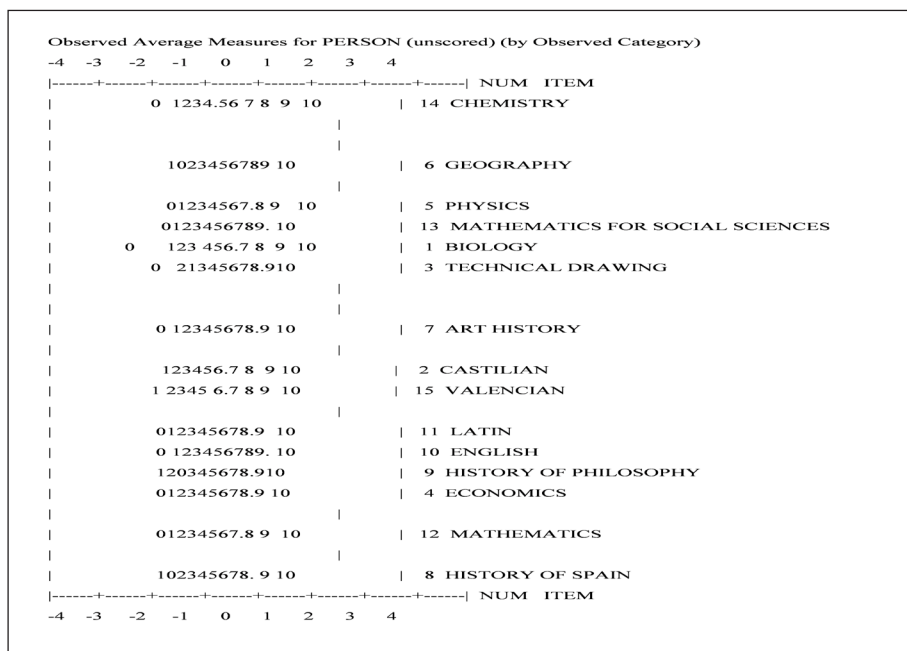 Observed Average Measures for PERSON (unscored) (by Observed Category)
-4 -3 -2 -1 0 1 2 3 4
|------+------+------+------+------+------+------+-----| NUM ITEM
| 0 1234.56 7 8 9 10 | 14 CHEMISTRY
| |
| |
| 1023456789 10 | 6 GEOGRAPHY
| |
| 01234567.8 9 10 | 5 PHYSICS
| 0123456789. 10 | 13 MATHEMATICS FOR SOCIAL SCIENCES
| 0 123 456.7 8 9 10 | 1 BIOLOGY
| 0 21345678.910 | 3 TECHNICAL DRAWING
| |
| |
| 0 12345678.9 10 | 7 ART HISTORY
| |
| 123456.7 8 9 10 | 2 CASTILIAN
| 1 2345 6.7 8 9 10 | 15 VALENCIAN
| |
| 012345678.9 10 | 11 LATIN
| 0 123456789. 10 | 10 ENGLISH
| 120345678.910 | 9 HISTORY OF PHILOSOPHY
| 012345678.9 10 | 4 ECONOMICS
| |
| 01234567.8 9 10 | 12 MATHEMATICS
| |
| 102345678. 9 10 | 8 HISTORY OF SPAIN
|------+------+------+------+------+------+------+-----| NUM ITEM
-4 -3 -2 -1 0 1 2 3 4